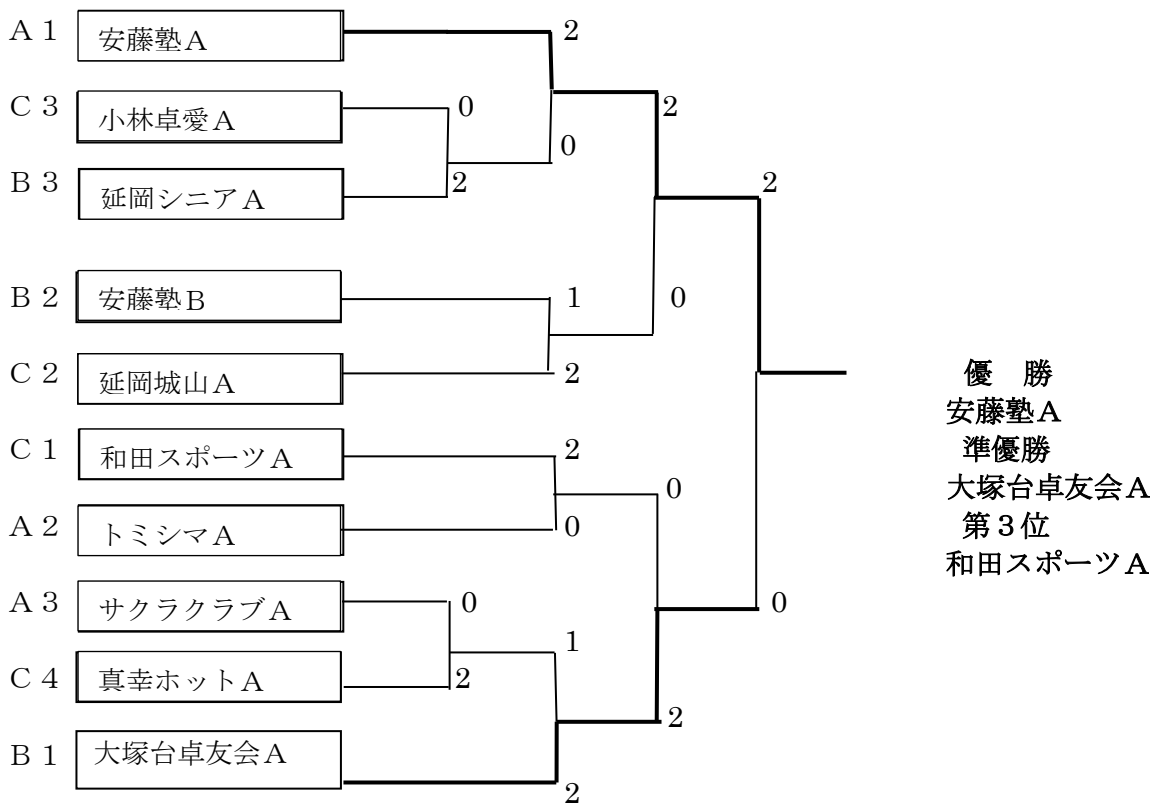 A1 安藤塾A 2
C3 小林卓愛A 0 2
0
B3 延岡シニアA 2 2
B2 安藤塾B 1 0
C2 延岡城山A 2
優 勝
安藤塾A
準優勝
大塚台卓友会A
第3位
和田スポーツA
C1 和田スポーツA 2
0
A2 トミシマA 0
A3 サクラクラブA 0 0
1
C4 真幸ホットA 2
2
B1 大塚台卓友会A
2